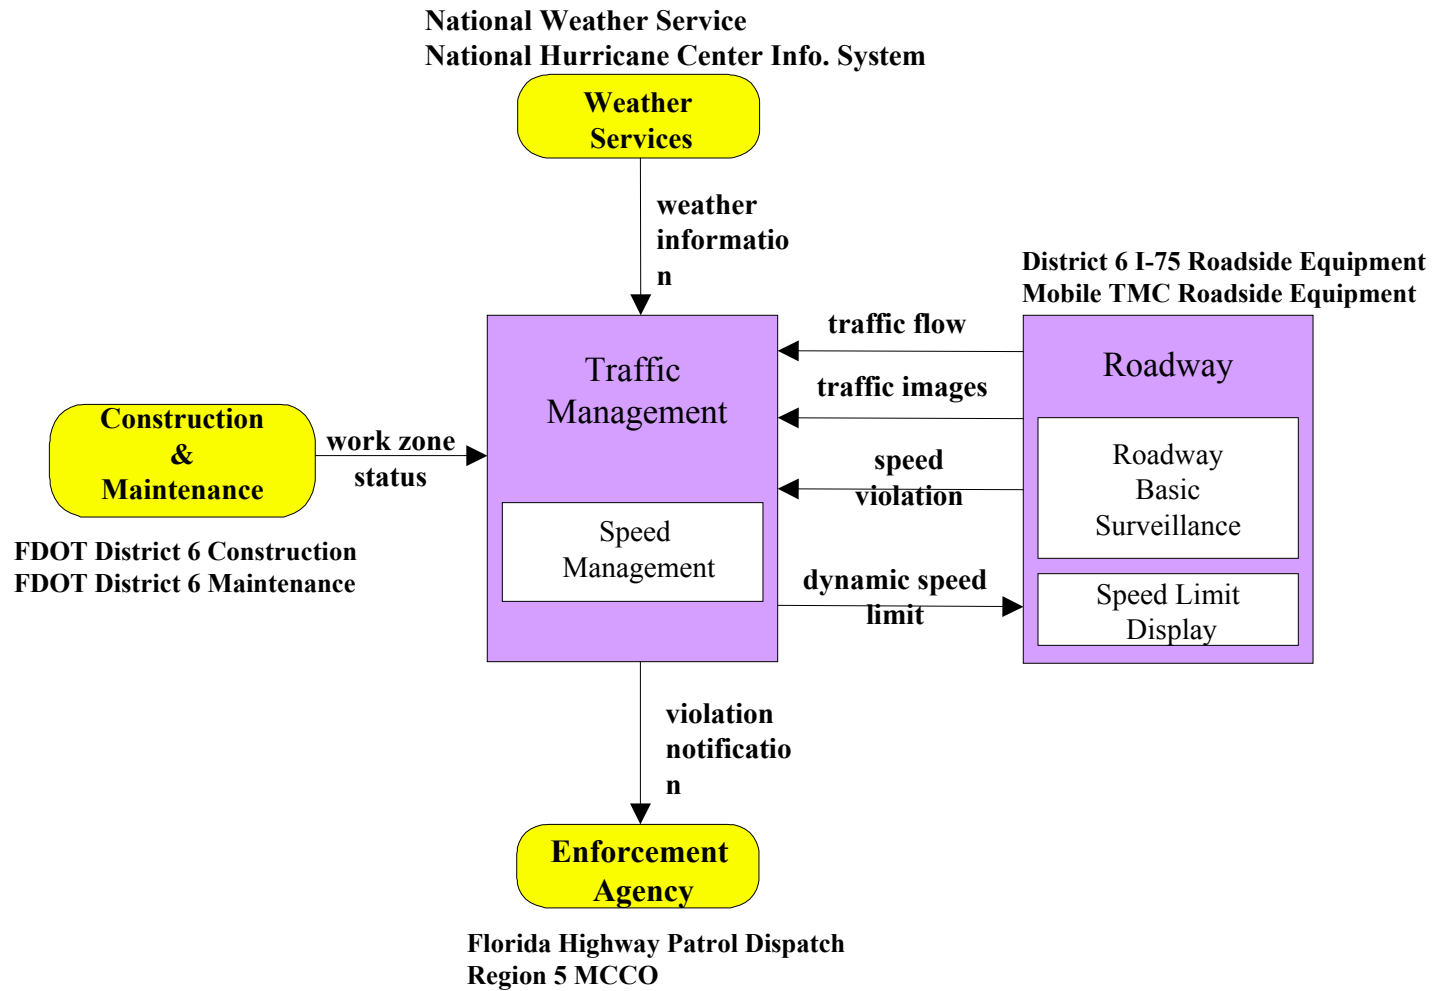 National Weather Service
National Hurricane Center Info. System
Weather
Services
weather
informatio
n
District 6 I-75 Roadside Equipment
Mobile TMC Roadside Equipment
traffic flow
traffic images
speed
violation
dynamic speed
limit
Traffic
Management
Speed
Management
Roadway
Roadway
Basic
Surveillance
Speed Limit
Display
Construction
&
Maintenance
work zone
status
FDOT District 6 Construction
FDOT District 6 Maintenance
violation
notificatio
n
Enforcement
Agency
Florida Highway Patrol Dispatch
Region 5 MCCO